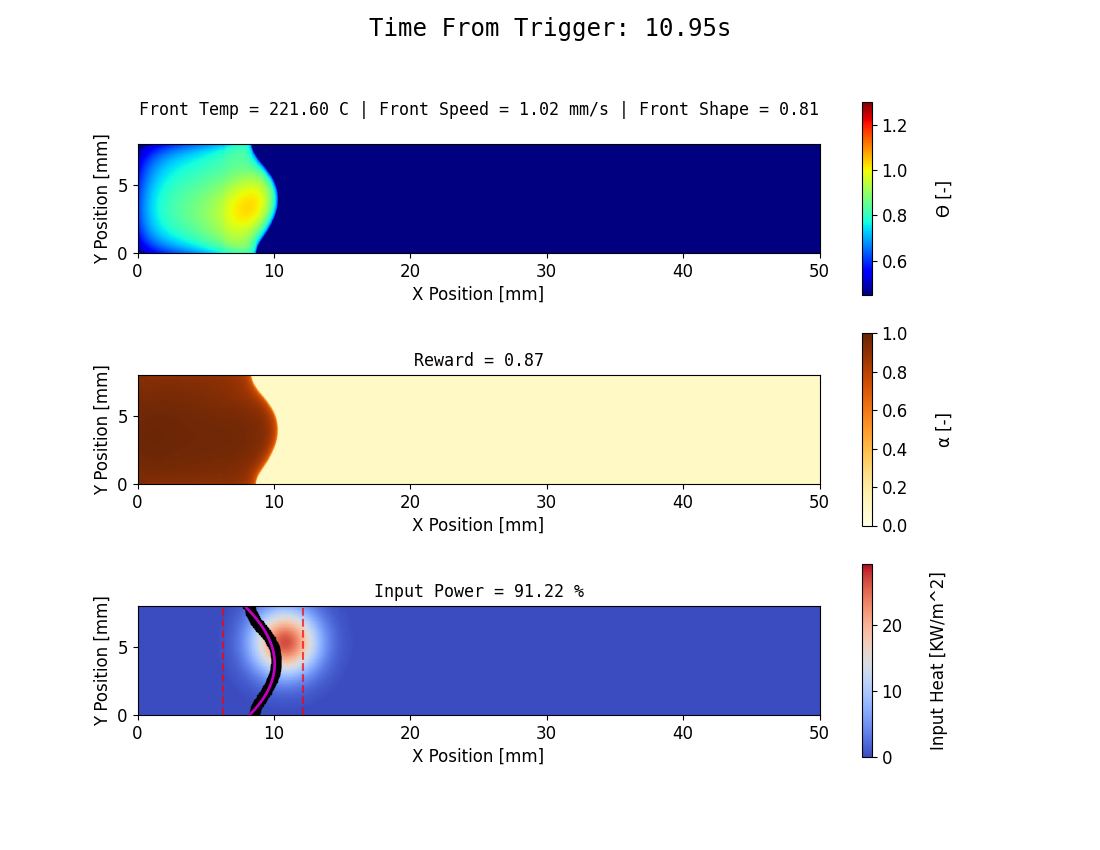 Time From Trigger: 10.95s
Front Temp = 221.60 C | Front Speed = 1.02 mm/s | Front Shape = 0.81
Y Position [mm]
5
0
0 10 20 30 40 50
X Position [mm]
1.2
1.0
0.8
0.6
Θ [-]
Reward = 0.87
Y Position [mm]
5
0
0 10 20 30 40 50
X Position [mm]
1.0
0.8
0.6
0.4
0.2
0.0
α [-]
Input Power = 91.22 %
Y Position [mm]
5
0
0 10 20 30 40 50
X Position [mm]
20
10
0
Input Heat [KW/m^2]